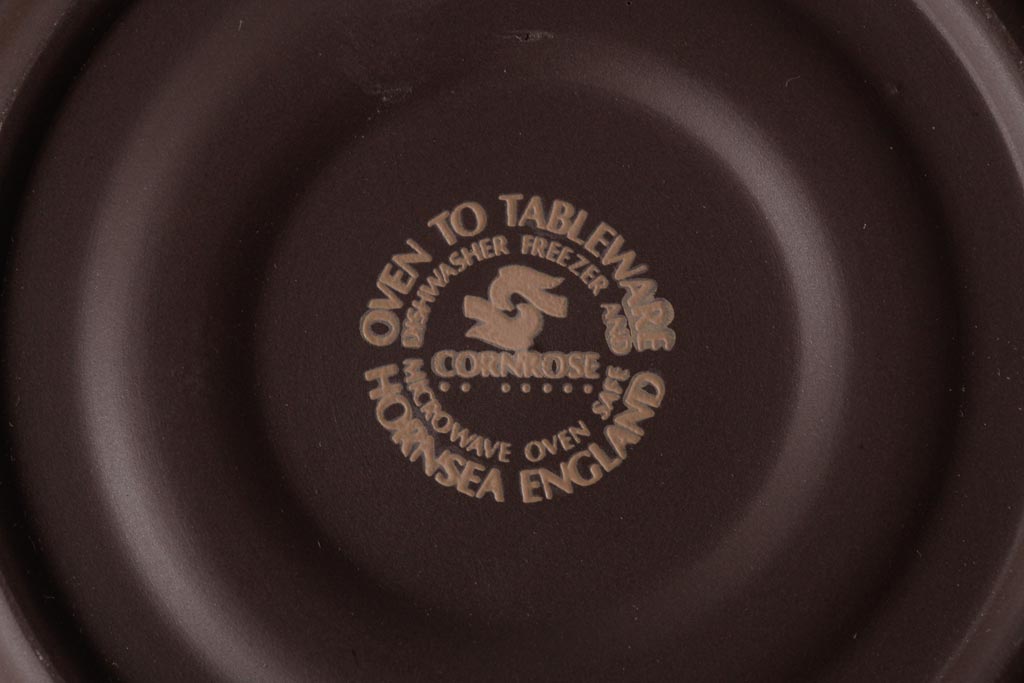 OVEN TO TABLEWARE
DISHWASHER FREEZER AND
CORNROSE
MICROWAVE OVEN SAFE
HORNSEA ENGLAND